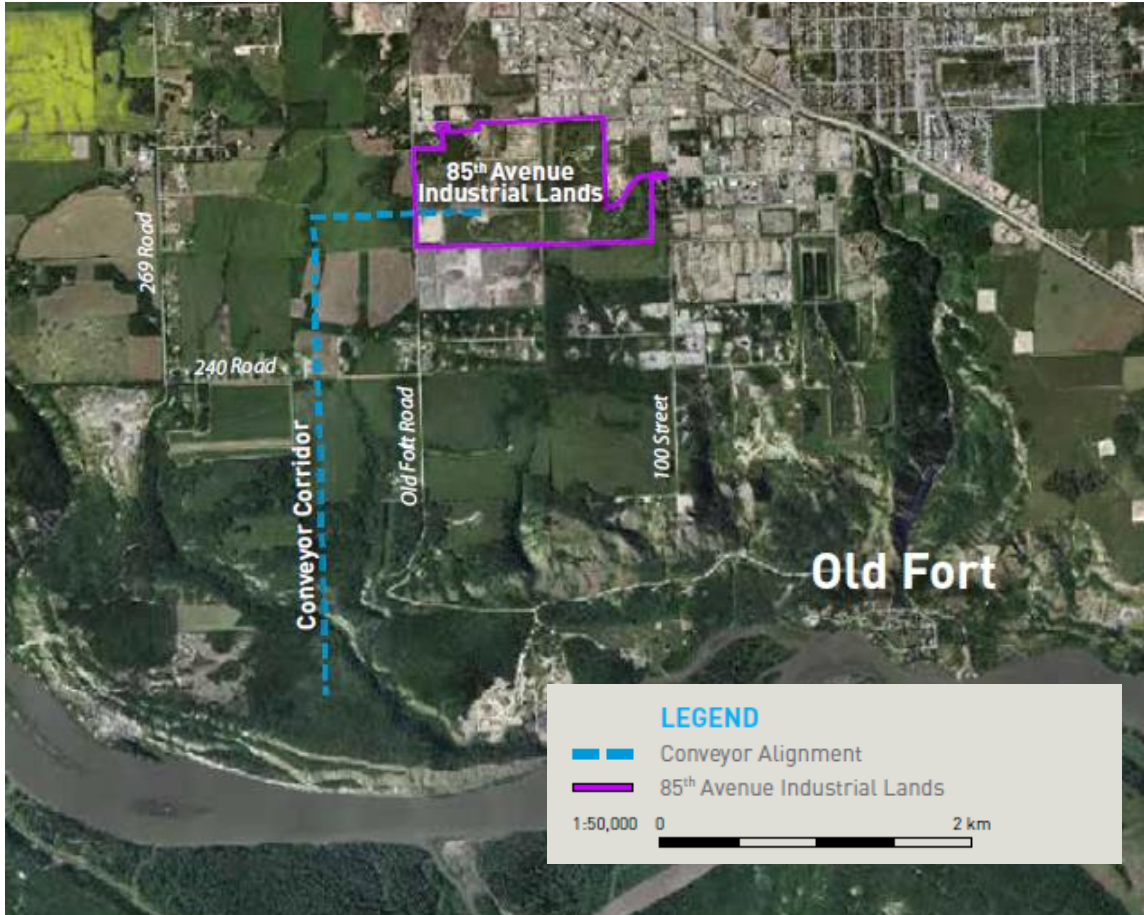 85th Avenue
Industrial Lands
269 Road
240 Road
Conveyor Corridor
Old Fort Road
100 Street
Old Fort
LEGEND
Conveyor Alignment
85th Avenue Industrial Lands
1:50,000 0 2 km